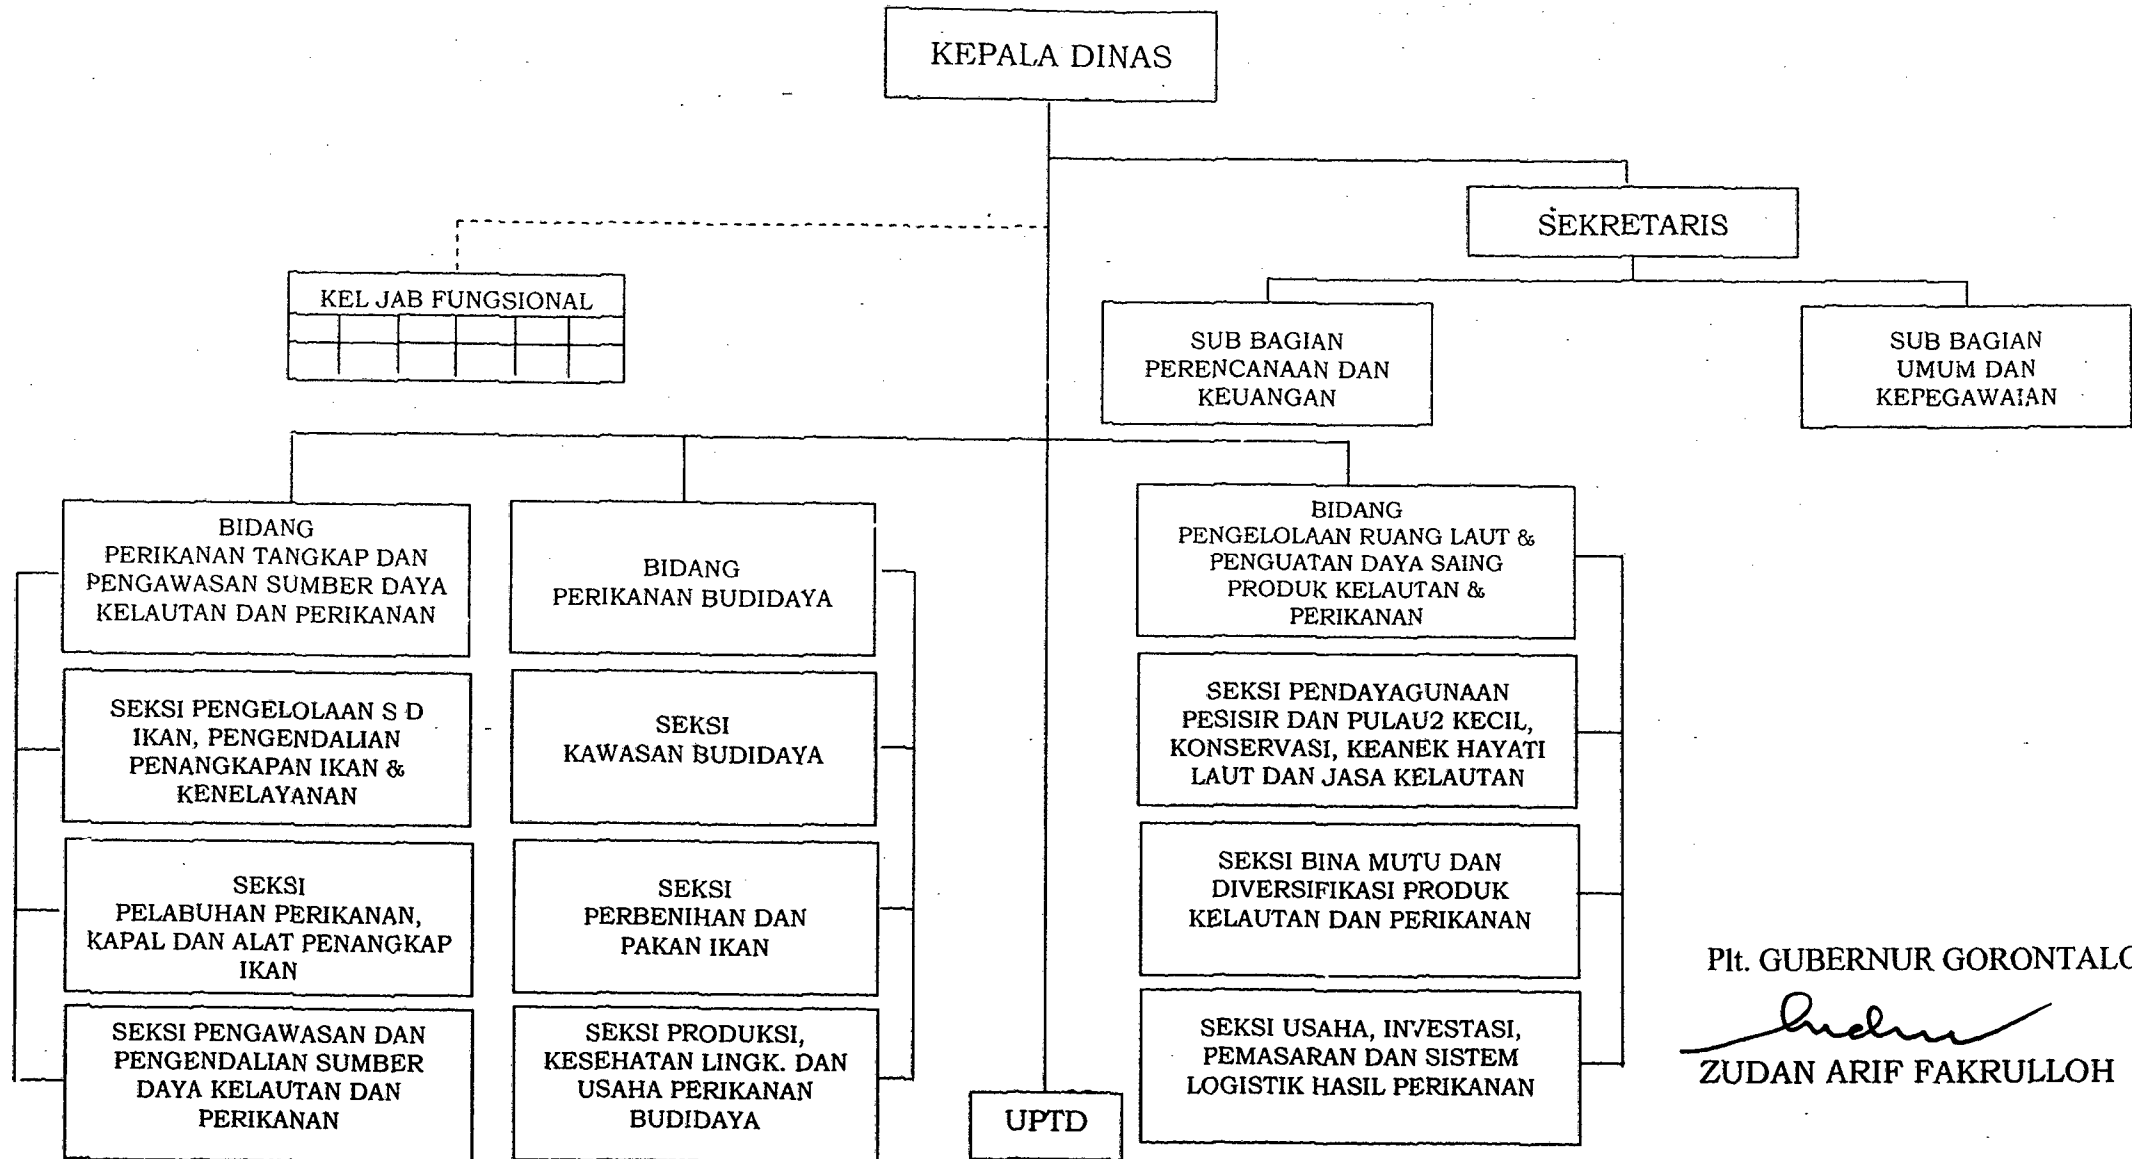 KEPALA DINAS
SEKRETARIS
KEL JAB FUNGSIONAL
SUB BAGIAN
PERENCANAAN DAN
KEUANGAN
SUB BAGIAN
UMUM DAN
KEPEGAWAIAN
BIDANG
PERIKANAN TANGKAP DAN
PENGAWASAN SUMBER DAYA
KELAUTAN DAN PERIKANAN
SEKSI PENGELOLAAN S D
IKAN, PENGENDALIAN
PENANGKAPAN IKAN &
KENELAYANAN
SEKSI
PELABUHAN PERIKANAN,
KAPAL DAN ALAT PENANGKAP
IKAN
SEKSI PENGAWASAN DAN
PENGENDALIAN SUMBER
DAYA KELAUTAN DAN
PERIKANAN
BIDANG
PERIKANAN BUDIDAYA
SEKSI
KAWASAN BUDIDAYA
SEKSI
PERBENIHAN DAN
PAKAN IKAN
SEKSI PRODUKSI,
KESEHATAN LINGK. DAN
USAHA PERIKANAN
BUDIDAYA
BIDANG
PENGELOLAAN RUANG LAUT &
PENGUATAN DAYA SAING
PRODUK KELAUTAN &
PERIKANAN
SEKSI PENDAYAGUNAAN
PESISIR DAN PULAU2 KECIL,
KONSERVASI, KEANEK HAYATI
LAUT DAN JASA KELAUTAN
SEKSI BINA MUTU DAN
DIVERSIFIKASI PRODUK
KELAUTAN DAN PERIKANAN
SEKSI USAHA, INVESTASI,
PEMASARAN DAN SISTEM
LOGISTIK HASIL PERIKANAN
UPTD
Plt. GUBERNUR GORONTALO
ZUDAN ARIF FAKRULLOH